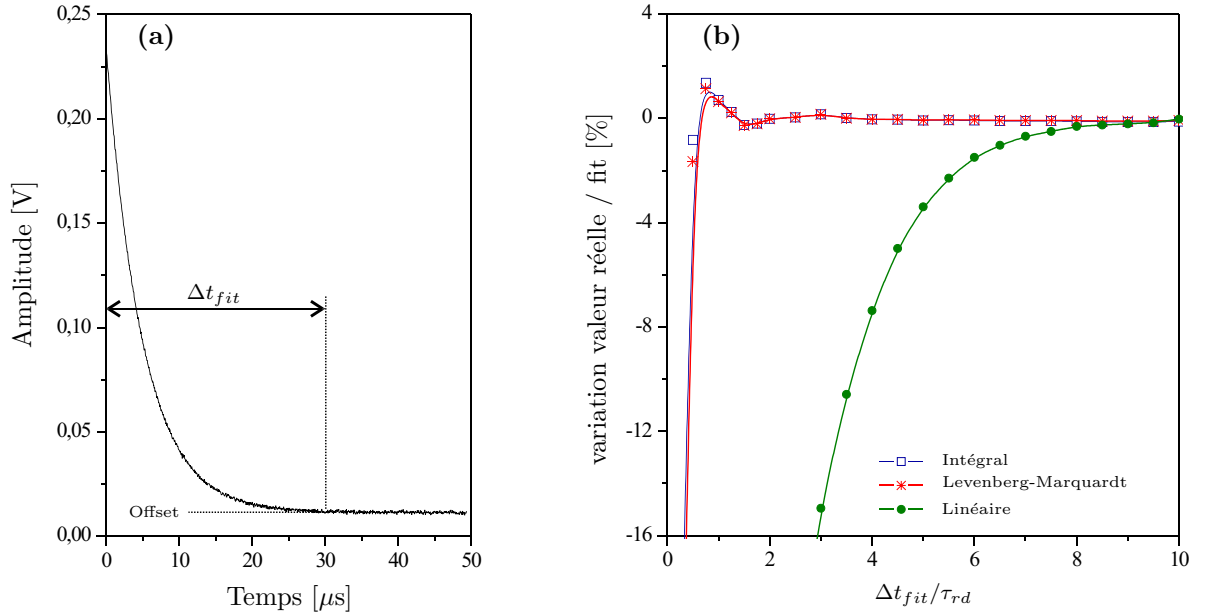 (a)
0,25
0,20
0,15
0,10
0,05
0,00
Amplitude [V]
Δt_fit
Offset
0
10
20
30
40
50
Temps [μs]
(b)
4
0
-4
-8
-12
-16
variation valeur réelle / fit [%]
Intégral
Levenberg-Marquardt
Linéaire
0
2
4
6
8
10
Δt_fit/τ_rd